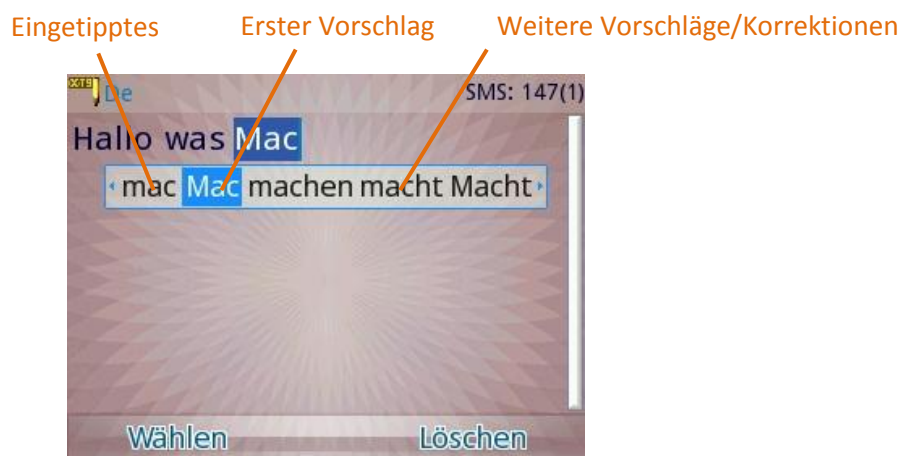 Eingetipptes Erster Vorschlag Weitere Vorschläge/Korrektionen
XT9 De SMS: 147(1)
Hallo was Mac
mac Mac machen macht Macht
Wählen Löschen